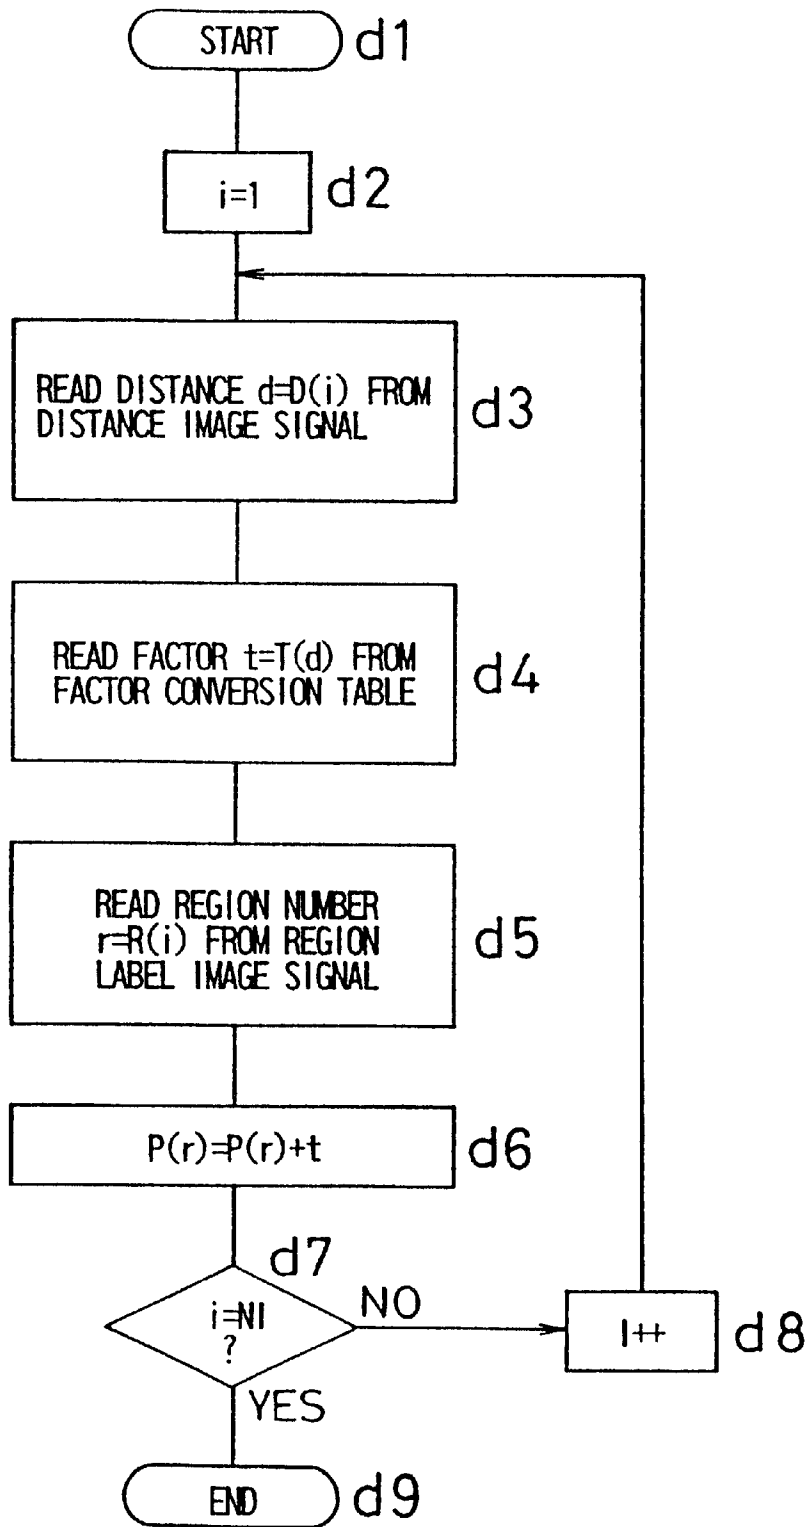 START d1
i=1 d2
READ DISTANCE d=D(i) FROM
DISTANCE IMAGE SIGNAL
d3
READ FACTOR t=T(d) FROM
FACTOR CONVERSION TABLE
d4
READ REGION NUMBER
r=R(i) FROM REGION
LABEL IMAGE SIGNAL
d5
P(r)=P(r)+t d6
d7
i=NI
?
NO
I++ d8
YES
END d9